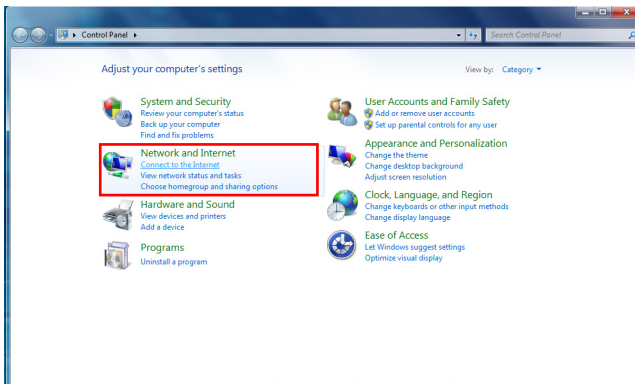 Control Panel
Search Control Panel
Adjust your computer's settings
View by: Category
System and Security
Review your computer's status
Back up your computer
Find and fix problems
Network and Internet
Connect to the Internet
View network status and tasks
Choose homegroup and sharing options
Hardware and Sound
View devices and printers
Add a device
Programs
Uninstall a program
User Accounts and Family Safety
Add or remove user accounts
Set up parental controls for any user
Appearance and Personalization
Change the theme
Change desktop background
Adjust screen resolution
Clock, Language, and Region
Change keyboards or other input methods
Change display language
Ease of Access
Let Windows suggest settings
Optimize visual display